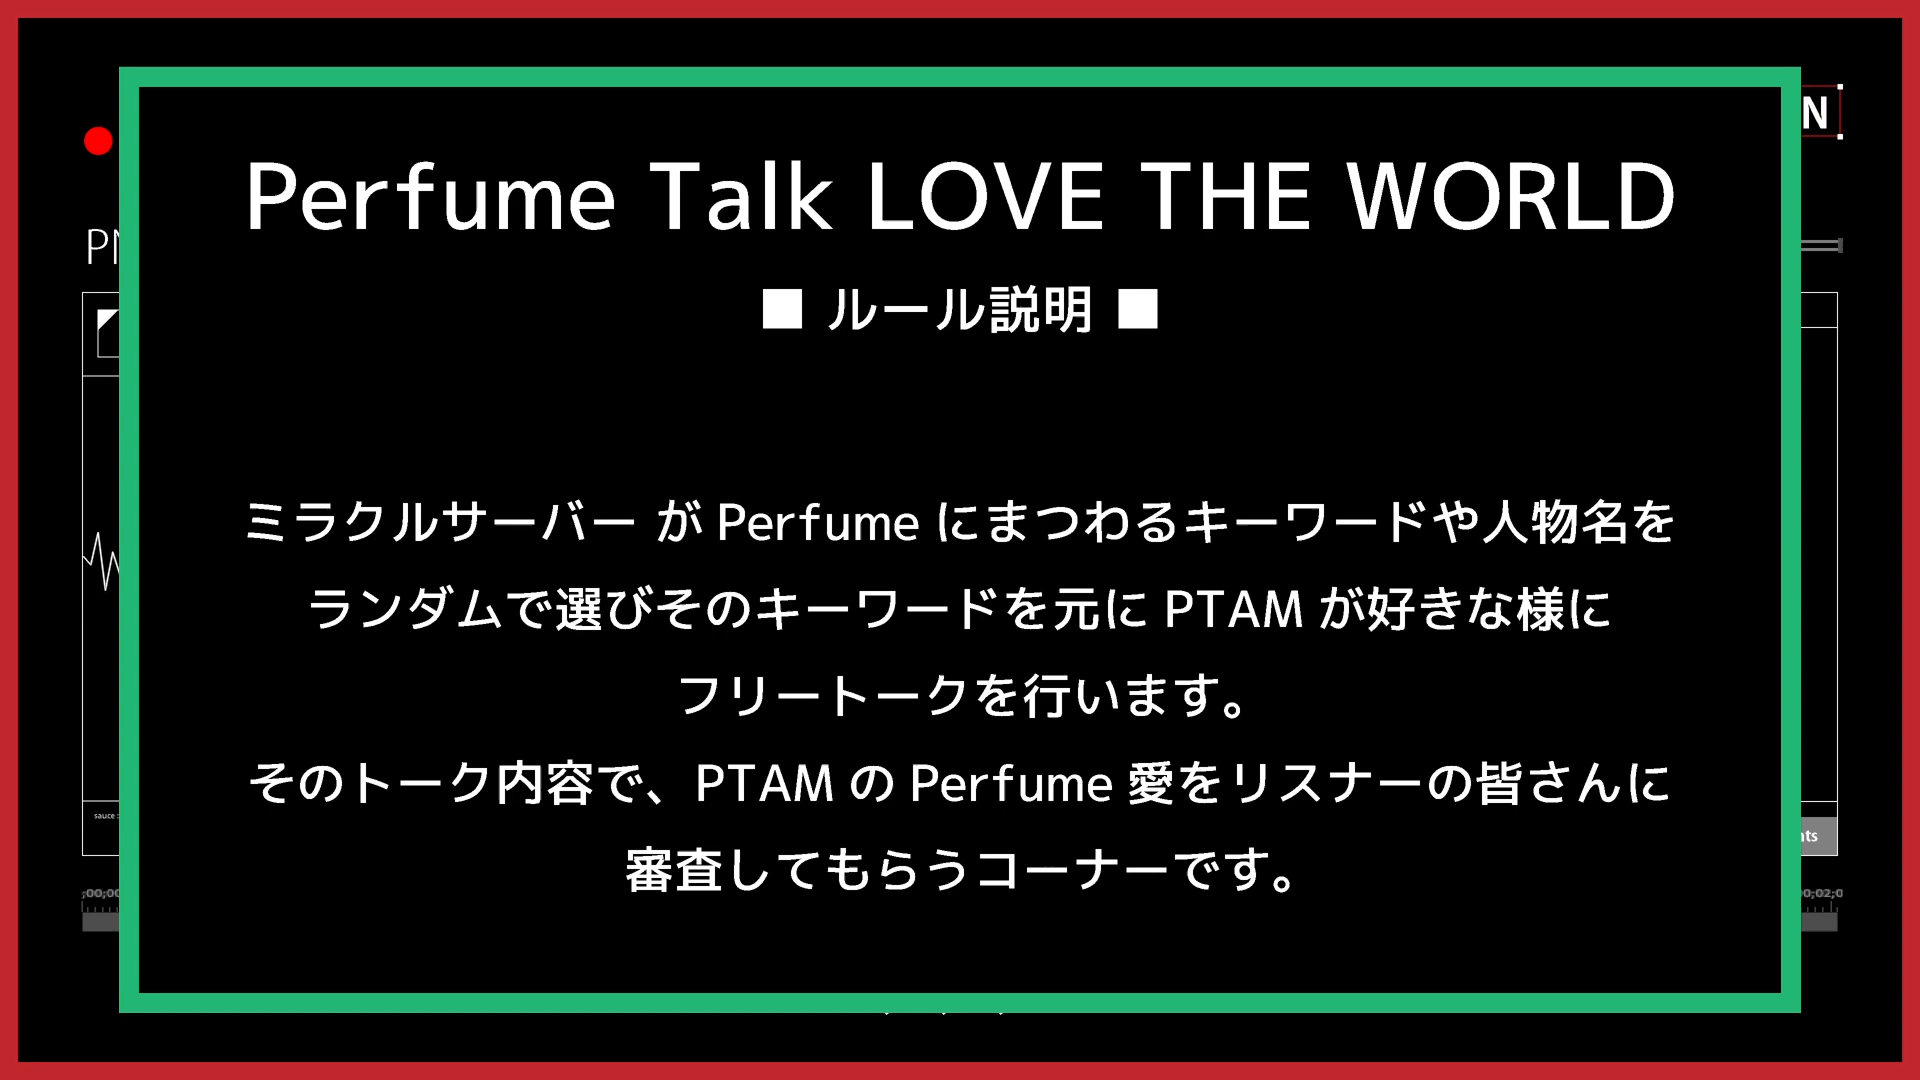 Perfume Talk LOVE THE WORLD
■ ルール説明 ■
ミラクルサーバー が Perfume にまつわるキーワードや人物名を
ランダムで選びそのキーワードを元に PTAM が好きな様に
フリートークを行います。
そのトーク内容で、PTAM の Perfume 愛をリスナーの皆さんに
審査してもらうコーナーです。
N
sauce :